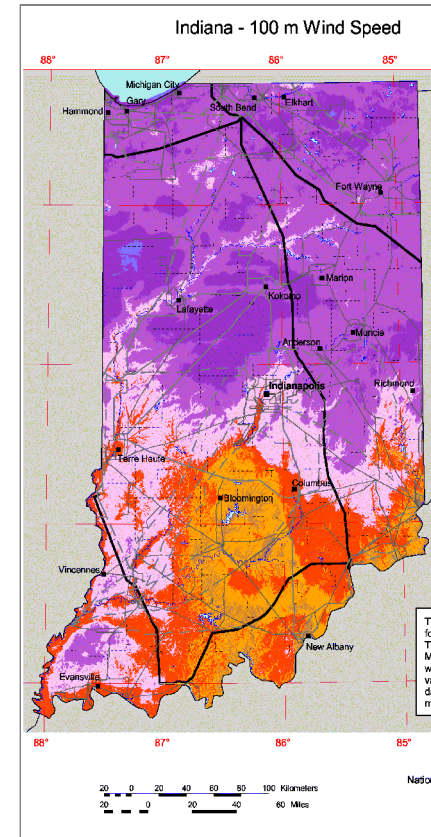 Indiana - 100 m Wind Speed
88° 87° 86° 85°
Michigan City
Gary
South Bend
Elkhart
Hammond
Fort Wayne
Marion
Kokomo
Lafayette
Muncie
Anderson
Indianapolis
Richmond
Terre Haute
Columbus
Bloomington
Vincennes
New Albany
Evansville
88° 87° 86° 85°
20 0 20 40 60 80 100 Kilometers
20 0 20 40 60 Miles